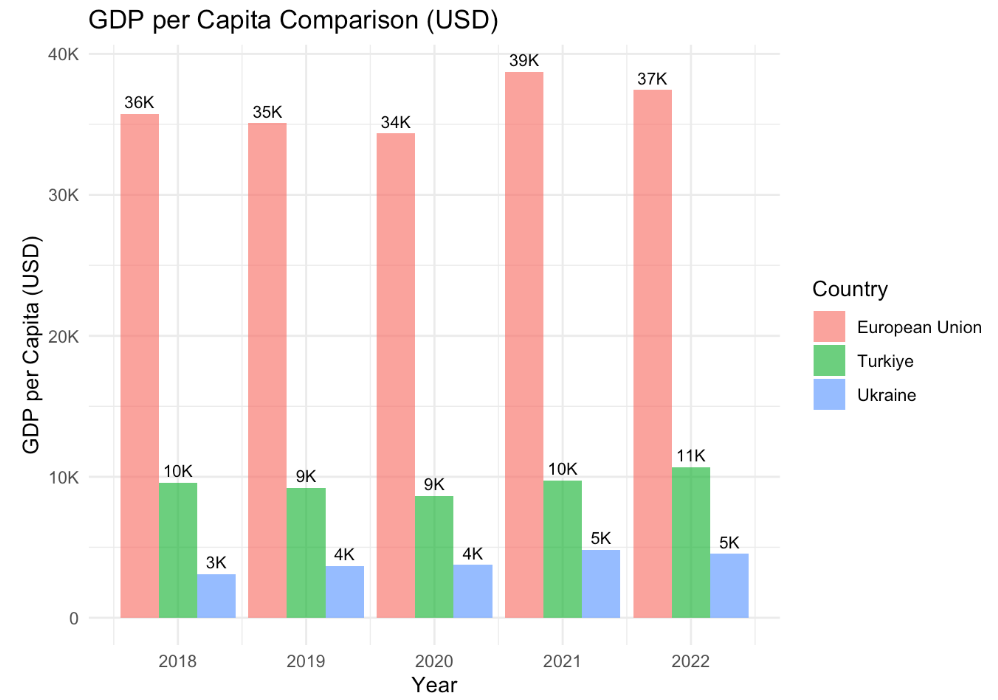 GDP per Capita Comparison (USD)
GDP per Capita (USD)
40K
30K
20K
10K
0
36K
10K
3K
35K
9K
4K
34K
9K
4K
39K
10K
5K
37K
11K
5K
2018
2019
2020
2021
2022
Year
Country
European Union
Turkiye
Ukraine